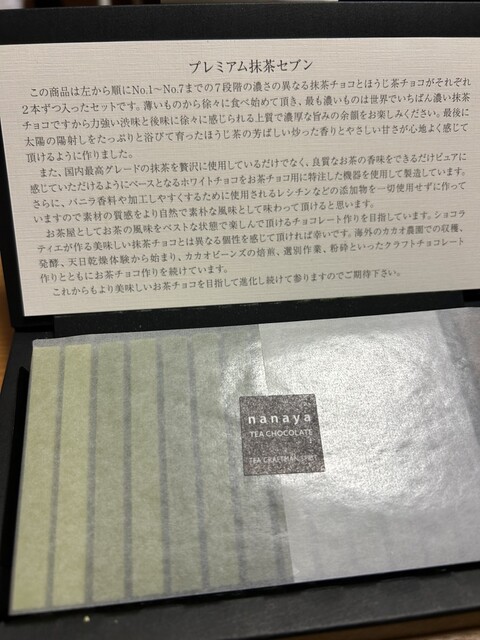 プレミアム抹茶セブン
この商品は左から順にNo.1～No.7までの7段階の濃さの異なる抹茶チョコとほうじ茶チョコがそれぞれ
2本ずつ入ったセットです。薄いものから徐々に食べ始めて頂き、最も濃いものは世界でいちばん濃い抹茶
チョコですから力強い渋味と後味に徐々に感じられる上質で濃厚な旨みの余韻をお楽しみください。最後に
太陽の陽射しをたっぷりと浴びて育ったほうじ茶の芳ばしい炒った香りとやさしい甘さが心地よく感じて
頂けるように作りました。
また、国内最高グレードの抹茶を贅沢に使用しているだけでなく、良質なお茶の香味をできるだけピュアに
感じていただけるようにベースとなるホワイトチョコをお茶チョコ用に特注した機器を使用して製造しています。
さらに、バニラ香料や加工しやすくするために使用されるレシチンなどの添加物を一切使用せずに作って
いますので素材の質感をより自然で素朴な風味として味わって頂けると思います。
お茶屋としてお茶の風味をベストな状態で楽しんで頂けるチョコレート作りを目指しています。ショコラ
ティエが作る美味しい抹茶チョコとは異なる個性を感じて頂ければ幸いです。海外のカカオ農園での収穫、
発酵、天日乾燥体験から始まり、カカオビーンズの焙煎、選別作業、粉砕といったクラフトチョコレート
作りとともにお茶チョコ作りを続けています。
これからもより美味しいお茶チョコを目指して進化し続けて参りますのでご期待下さい。
nanaya
TEA CHOCOLATE
TEA CRAFTMAN SHIP